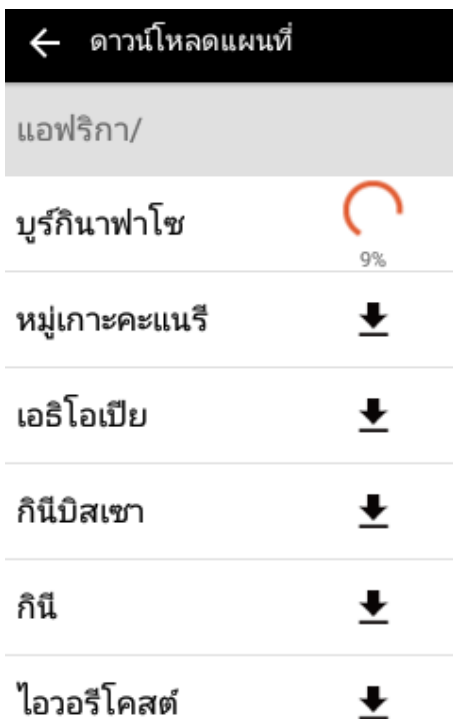 ดาวน์โหลดแผนที่
แอฟริกา/
บูร์กินาฟาโซ
9%
หมู่เกาะคะแนรี
เอธิโอเปีย
กินีบิสเซา
กินี
ไอวอรีโคสต์